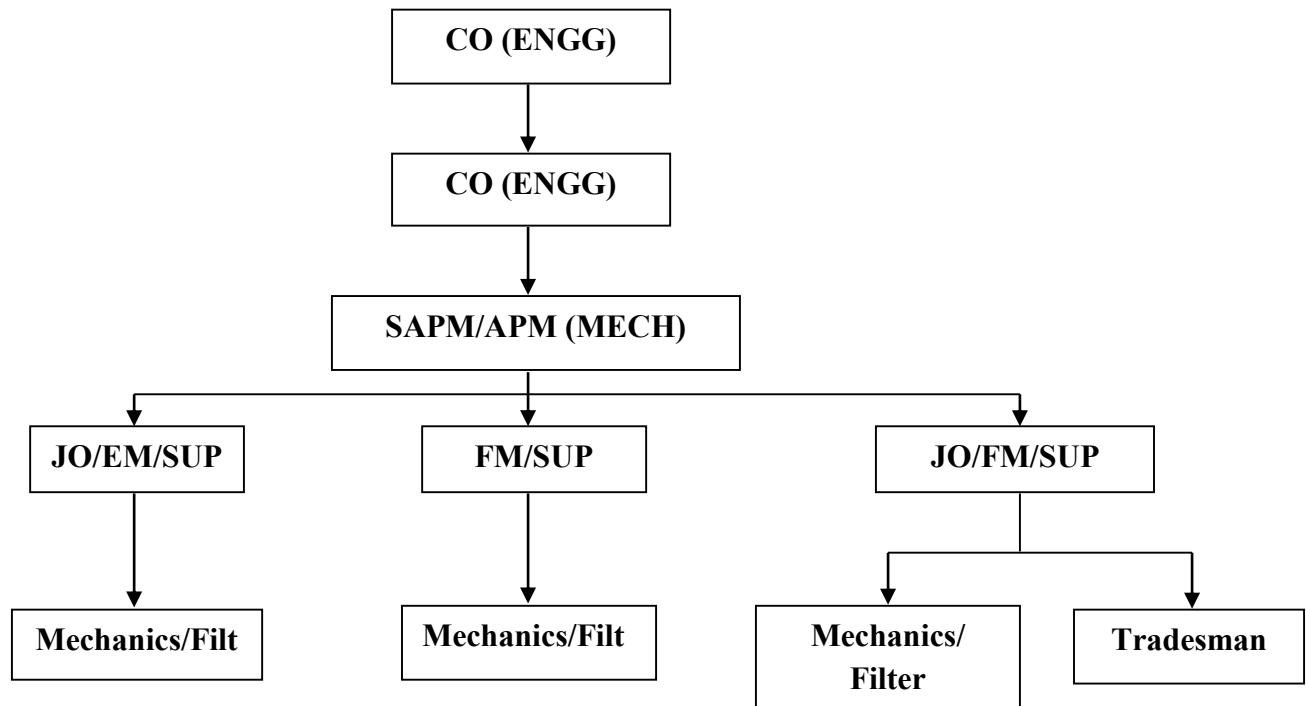 CO (ENGG)
CO (ENGG)
SAPM/APM (MECH)
JO/EM/SUP
FM/SUP
JO/FM/SUP
Mechanics/Filt
Mechanics/Filt
Mechanics/
Filter
Tradesman